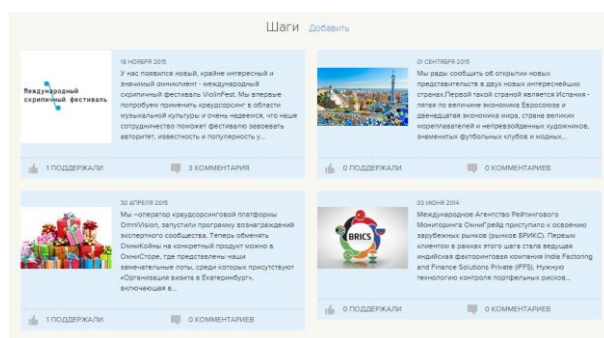 Шаги Добавить
Международный
скрипичный фестиваль
19 НОЯБРЯ 2015
У нас появился новый, крайне интересный и
значимый омниклиент - международный
скрипичный фестиваль ViolinFest. Мы впервые
попробуем применить краудсорсинг в области
музыкальной культуры и очень надеемся, что наше
сотрудничество поможет фестивалю завоевать
авторитет, известность и популярность у...
1 ПОДДЕРЖАЛИ
3 КОММЕНТАРИЯ
01 СЕНТЯБРЯ 2015
Мы рады сообщить об открытии новых
представительств в двух новых интереснейших
странах.Первой такой страной является Испания -
пятая по величине экономика Евросоюза и
двенадцатая экономика мира, страна великих
мореплавателей и непревзойденных художников,
знаменитых футбольных клубов и модных...
0 ПОДДЕРЖАЛИ
0 КОММЕНТАРИЕВ
30 АПРЕЛЯ 2015
Мы –оператор краудсорсинговой платформы
OmniVision, запустили программу вознаграждений
экспертного сообщества. Теперь обменять
ОмниКойны на конкретный продукт можно в
ОмниСторе, где представлены наши
замечательные лоты, среди которых присутствуют
«Организация визита в Екатеринбург»,
включающая в...
1 ПОДДЕРЖАЛИ
0 КОММЕНТАРИЕВ
BRICS
03 ИЮНЯ 2014
Международное Агентство Рейтингового
Мониторинга ОмниГрейд приступило к освоению
зарубежных рынков (рынков БРИКС). Первым
клиентом в рамках этого шага стала ведущая
индийская факторинговая компания India Factoring
and Finance Solutions Private (IFFS). Нужную
технологию контроля портфельных рисков...
0 ПОДДЕРЖАЛИ
0 КОММЕНТАРИЕВ